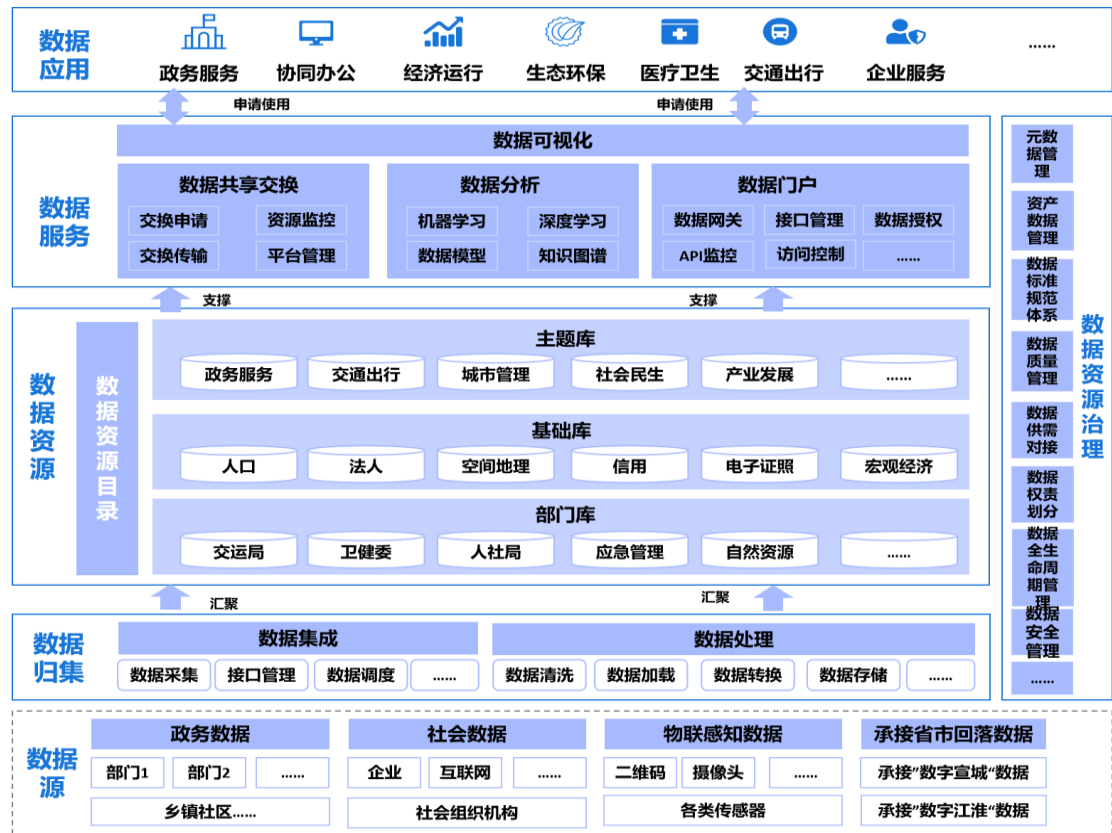 数据
应用
政务服务
协同办公
经济运行
生态环保
医疗卫生
交通出行
企业服务
……
申请使用
申请使用
数据
服务
数据可视化
数据共享交换
交换申请
资源监控
交换传输
平台管理
数据分析
机器学习
深度学习
数据模型
知识图谱
数据门户
数据网关
接口管理
数据授权
API监控
访问控制
……
支撑
支撑
数据资源
数据资源目录
主题库
政务服务
交通出行
城市管理
社会民生
产业发展
……
基础库
人口
法人
空间地理
信用
电子证照
宏观经济
部门库
交运局
卫健委
人社局
应急管理
自然资源
……
汇聚
汇聚
数据
归集
数据集成
数据采集
接口管理
数据调度
……
数据处理
数据清洗
数据加载
数据转换
数据存储
……
元数
据管
理
资产
数据
管理
数据
标准
规范
体系
数据
质量
管理
数据
供需
对接
数据
权责
划分
数据
全生
命周
期管
理
数据
安全
管理
……
数据资源治理
数据
源
政务数据
部门1
部门2
……
乡镇社区……
社会数据
企业
互联网
……
社会组织机构
物联感知数据
二维码
摄像头
……
各类传感器
承接省市回落数据
承接”数字宣城“数据
承接”数字江淮“数据